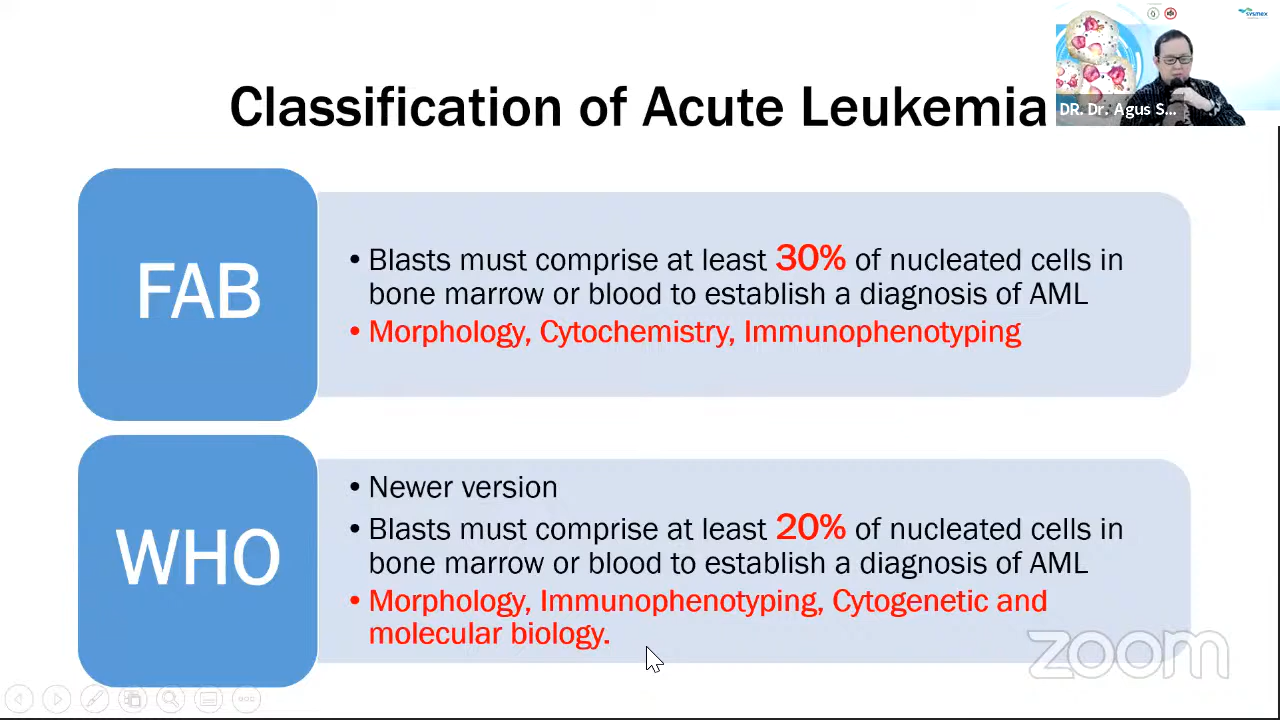 sysmex
DR. Dr. Agus S...
Classification of Acute Leukemia
FAB
• Blasts must comprise at least 30% of nucleated cells in
bone marrow or blood to establish a diagnosis of AML
• Morphology, Cytochemistry, Immunophenotyping
WHO
• Newer version
• Blasts must comprise at least 20% of nucleated cells in
bone marrow or blood to establish a diagnosis of AML
• Morphology, Immunophenotyping, Cytogenetic and
molecular biology.
zoom